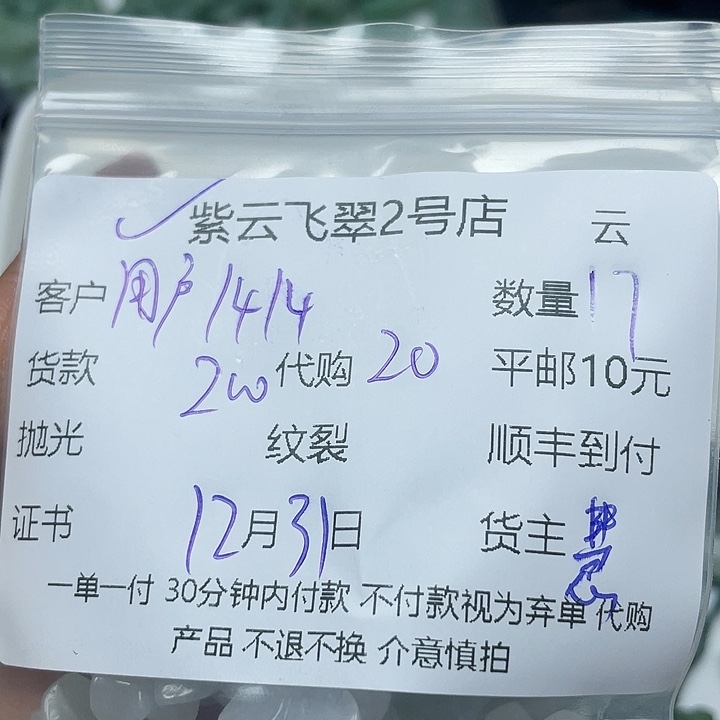 紫云飞翠2号店 云
客户 用户1414 数量 17
货款 200 代购 20 平邮10元
抛光 纹裂 顺丰到付
证书 12月31日 货主
一单一付 30分钟内付款 不付款视为弃单 代购
产品 不退不换 介意慎拍